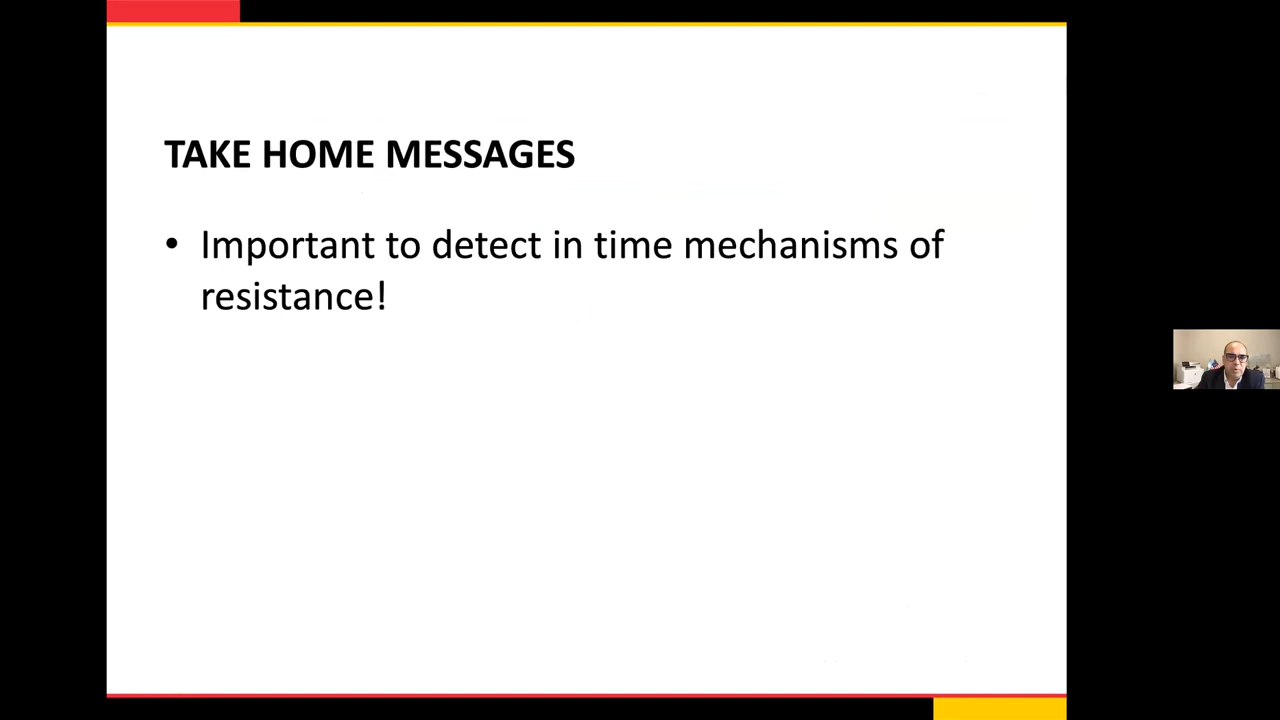 TAKE HOME MESSAGES
• Important to detect in time mechanisms of
resistance!